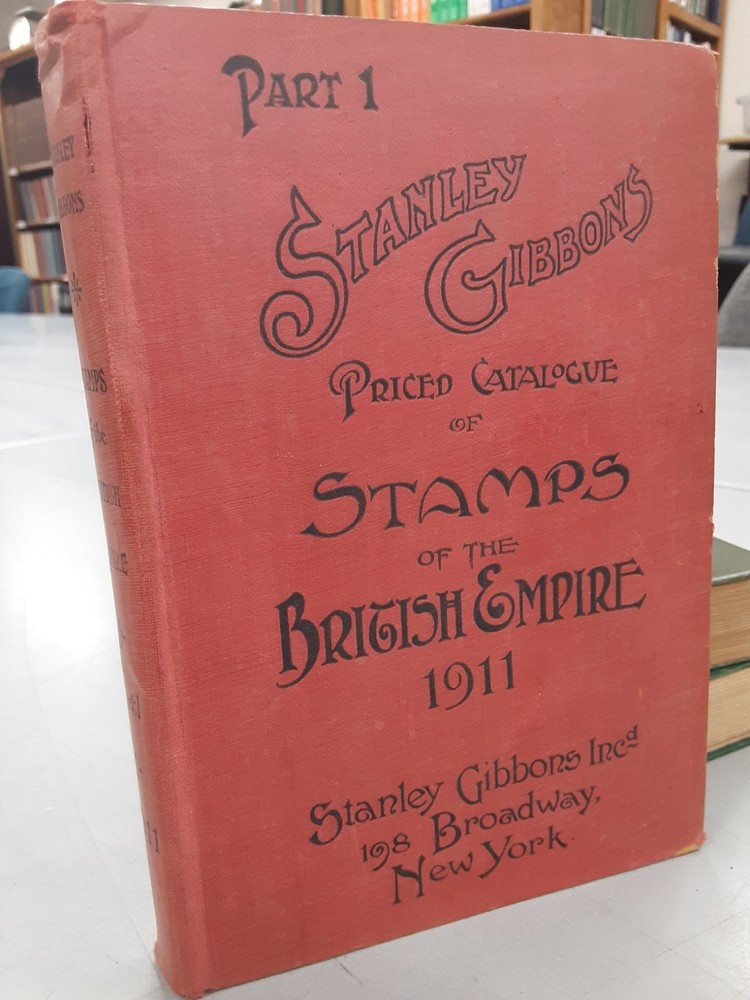 PART 1
STANLEY GIBBONS
PRICED CATALOGUE
OF
STAMPS
OF THE
BRITISH EMPIRE
1911
Stanley Gibbons Incd
198 Broadway,
New York.